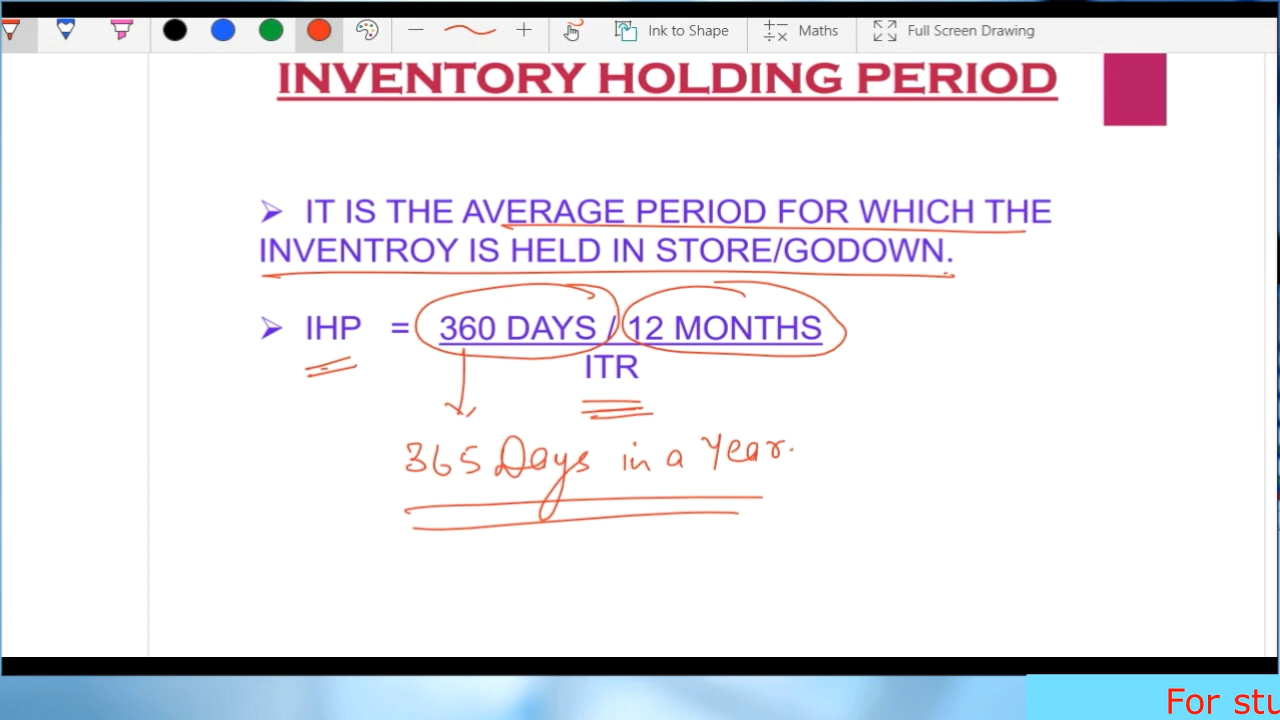 Ink to Shape Maths Full Screen Drawing
INVENTORY HOLDING PERIOD
➢ IT IS THE AVERAGE PERIOD FOR WHICH THE
INVENTROY IS HELD IN STORE/GODOWN.
➢ IHP = 360 DAYS / 12 MONTHS
ITR
365 Days in a Year.
For stu